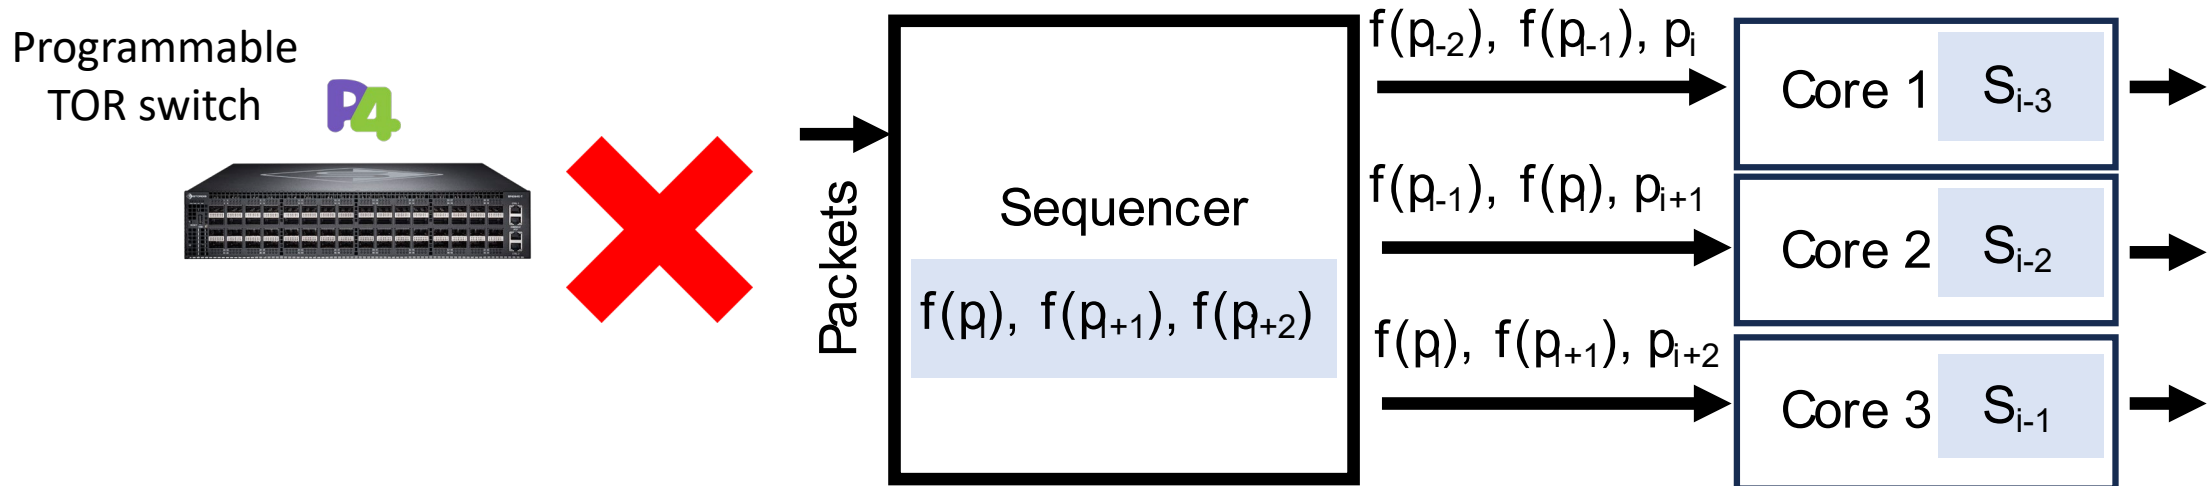 Programmable
TOR switch
P4
Packets
Sequencer
f(pᵢ), f(pᵢ₊₁), f(pᵢ₊₂)
f(pᵢ₋₂), f(pᵢ₋₁), pᵢ
Core 1 Sᵢ₋₃
f(pᵢ₋₁), f(pᵢ), pᵢ₊₁
Core 2 Sᵢ₋₂
f(pᵢ), f(pᵢ₊₁), pᵢ₊₂
Core 3 Sᵢ₋₁